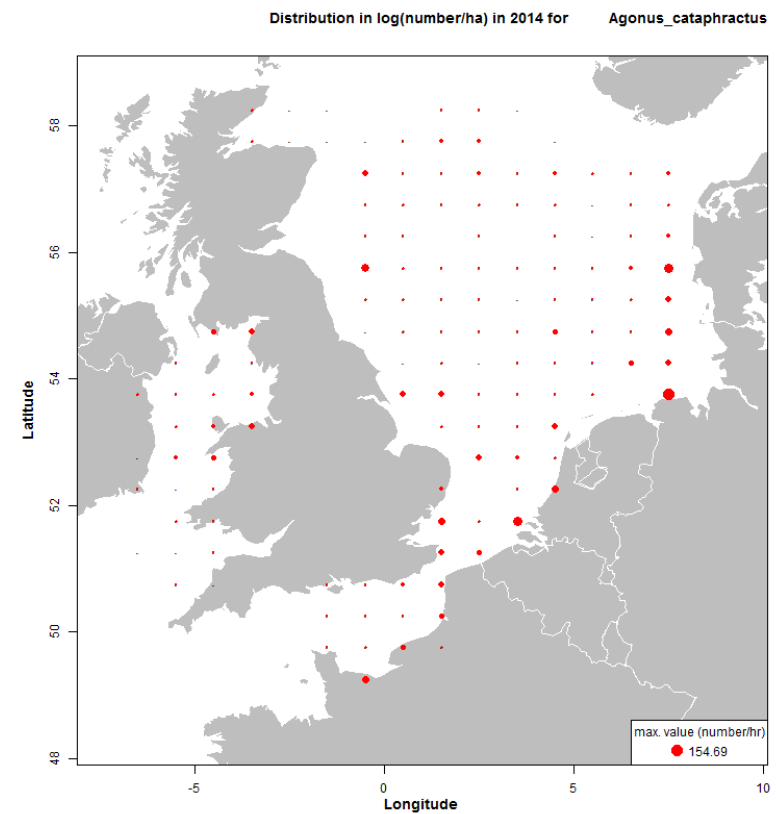 Distribution in log(number/ha) in 2014 for Agonus_cataphractus
58
56
54
52
50
48
Latitude
-5
0
5
10
Longitude
max. value (number/hr)
154.69